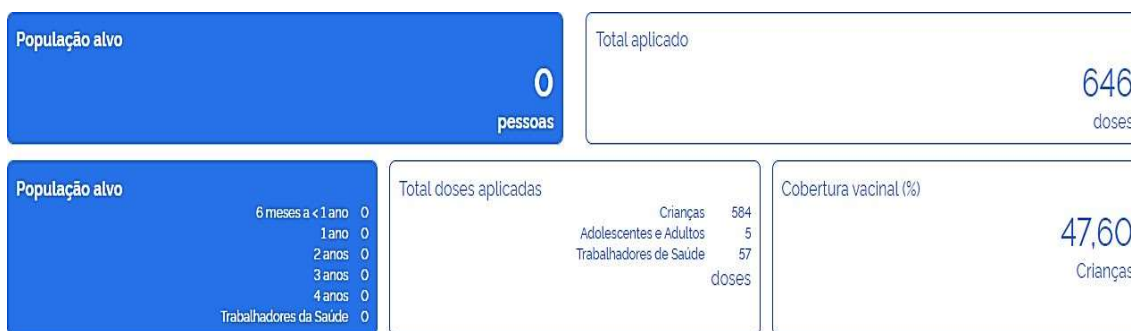 População alvo
0
pessoas
Total aplicado
646
doses
População alvo
6 meses a < 1 ano 0
1 ano 0
2 anos 0
3 anos 0
4 anos 0
Trabalhadores da Saúde 0
Total doses aplicadas
Crianças 584
Adolescentes e Adultos 5
Trabalhadores de Saúde 57
doses
Cobertura vacinal (%)
47,60
Crianças